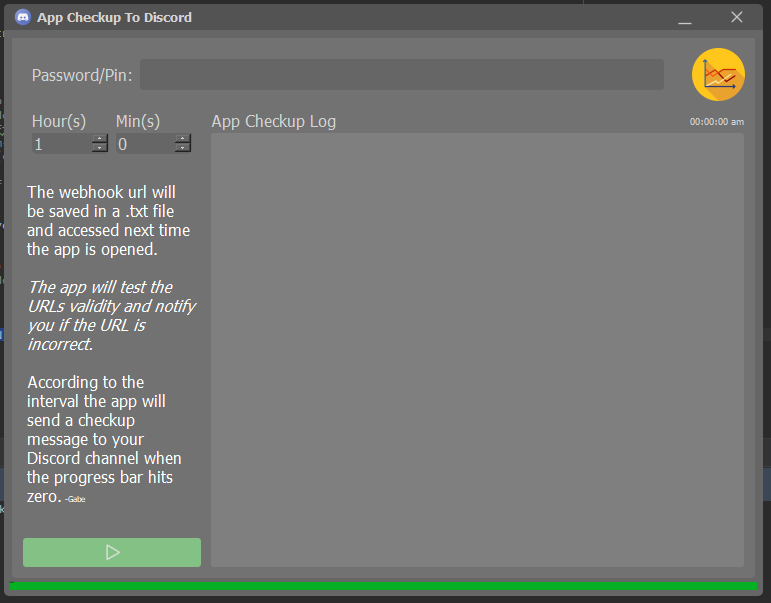 App Checkup To Discord
Password/Pin:
Hour(s) Min(s) App Checkup Log 00:00:00 am
1 0
The webhook url will
be saved in a .txt file
and accessed next time
the app is opened.
The app will test the
URLs validity and notify
you if the URL is
incorrect.
According to the
interval the app will
send a checkup
message to your
Discord channel when
the progress bar hits
zero. -Gabe